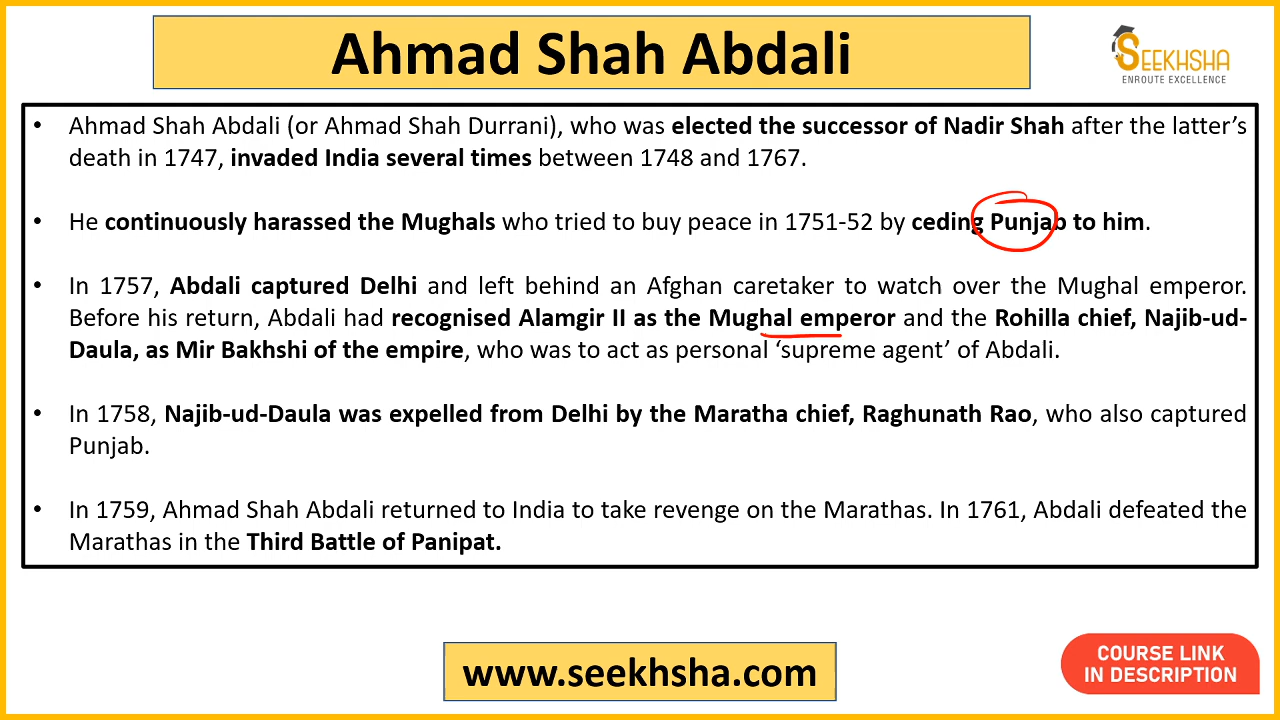 Ahmad Shah Abdali
SEEKHSHA
ENROUTE EXCELLENCE
• Ahmad Shah Abdali (or Ahmad Shah Durrani), who was elected the successor of Nadir Shah after the latter’s
death in 1747, invaded India several times between 1748 and 1767.
• He continuously harassed the Mughals who tried to buy peace in 1751-52 by ceding Punjab to him.
• In 1757, Abdali captured Delhi and left behind an Afghan caretaker to watch over the Mughal emperor.
Before his return, Abdali had recognised Alamgir II as the Mughal emperor and the Rohilla chief, Najib-ud-
Daula, as Mir Bakhshi of the empire, who was to act as personal ‘supreme agent’ of Abdali.
• In 1758, Najib-ud-Daula was expelled from Delhi by the Maratha chief, Raghunath Rao, who also captured
Punjab.
• In 1759, Ahmad Shah Abdali returned to India to take revenge on the Marathas. In 1761, Abdali defeated the
Marathas in the Third Battle of Panipat.
www.seekhsha.com
COURSE LINK
IN DESCRIPTION